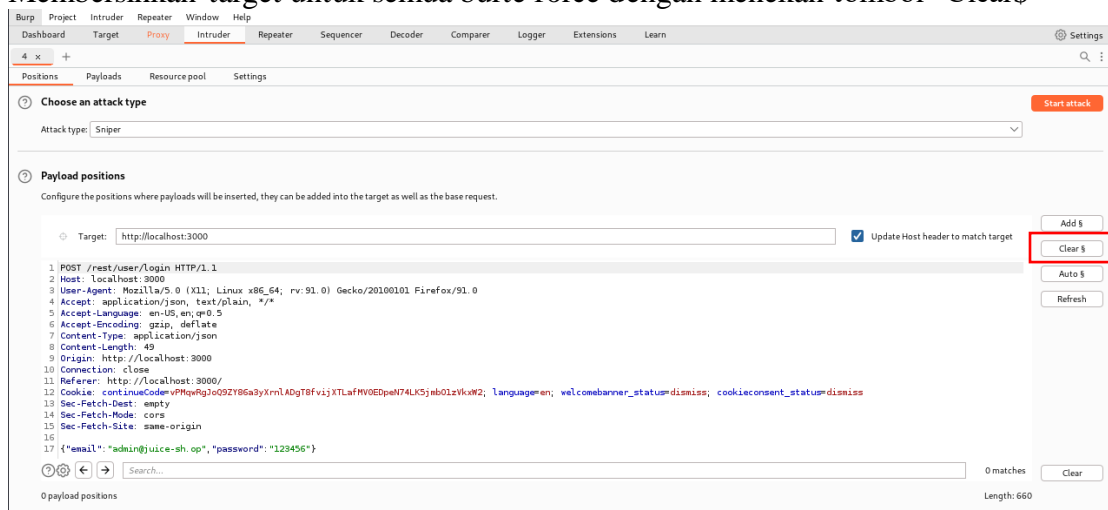 Membersihkan target untuk semua burte force dengan menekan tombol "Clear$"
Burp Project Intruder Repeater Window Help
Dashboard Target Proxy Intruder Repeater Sequencer Decoder Comparer Logger Extensions Learn Settings
4 × +
Positions Payloads Resource pool Settings
? Choose an attack type
Start attack
Attack type: Sniper
? Payload positions
Configure the positions where payloads will be inserted, they can be added into the target as well as the base request.
Add §
Target: http://localhost:3000 Update Host header to match target
Clear §
Auto §
Refresh
1 POST /rest/user/login HTTP/1.1
2 Host: localhost:3000
3 User-Agent: Mozilla/5.0 (X11; Linux x86_64; rv:91.0) Gecko/20100101 Firefox/91.0
4 Accept: application/json, text/plain, */*
5 Accept-Language: en-US,en;q=0.5
6 Accept-Encoding: gzip, deflate
7 Content-Type: application/json
8 Content-Length: 49
9 Origin: http://localhost:3000
10 Connection: close
11 Referer: http://localhost:3000/
12 Cookie: continueCode=vPMqwRgJoQ9ZY86a3yXrnlADgT8fvijXTLafMV0EDpeN74LK5jmbO1zVkxW2; language=en; welcomebanner_status=dismiss; cookieconsent_status=dismiss
13 Sec-Fetch-Dest: empty
14 Sec-Fetch-Mode: cors
15 Sec-Fetch-Site: same-origin
16
17 {"email":"admin@juice-sh.op","password":"123456"}
? Search... 0 matches Clear
0 payload positions Length: 660